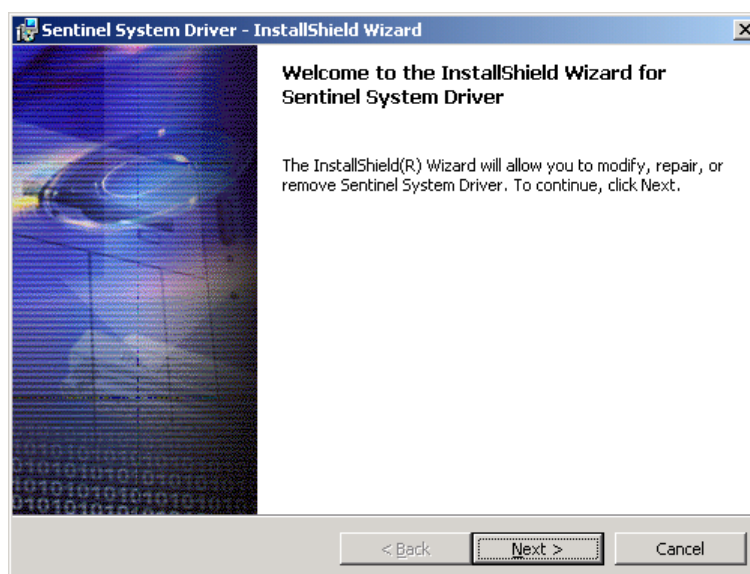 Sentinel System Driver - InstallShield Wizard
Welcome to the InstallShield Wizard for
Sentinel System Driver
The InstallShield(R) Wizard will allow you to modify, repair, or
remove Sentinel System Driver. To continue, click Next.
< Back
Next >
Cancel